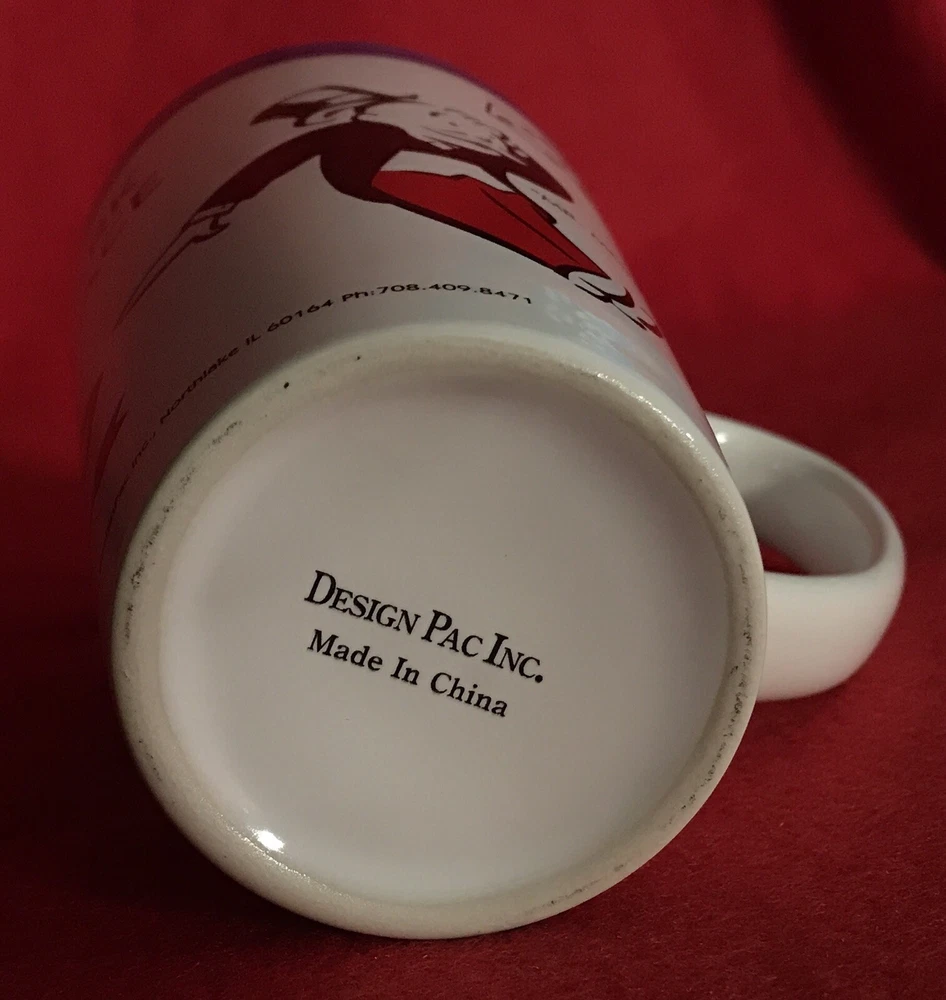 Northlake IL 60164 Ph:708.409.8471
DESIGN PAC INC.
Made In China